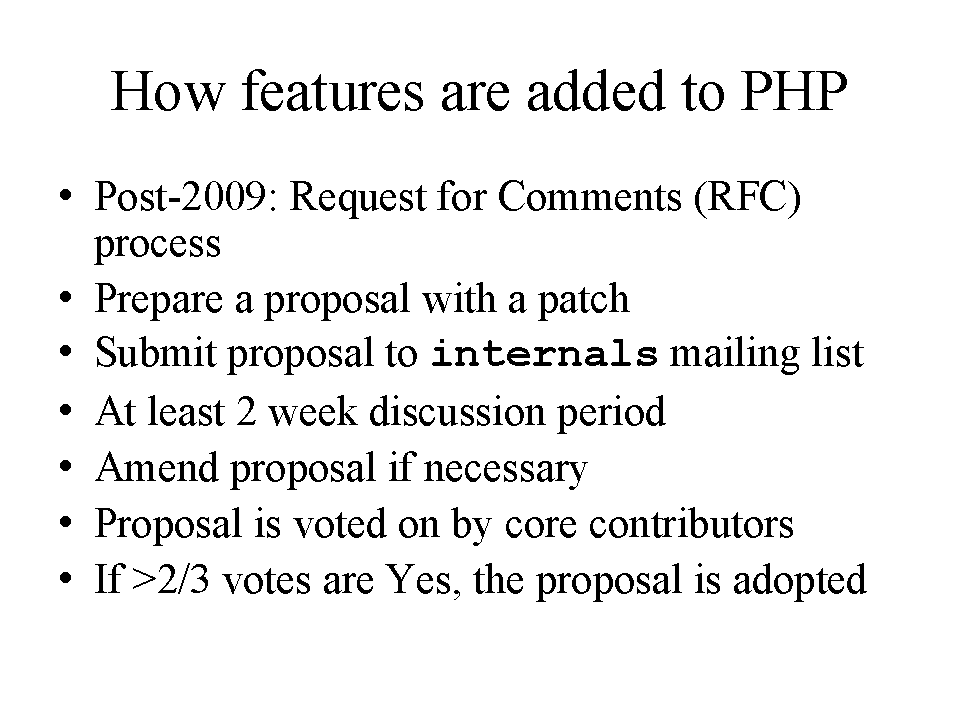 How features are added to PHP
• Post-2009: Request for Comments (RFC)
process
• Prepare a proposal with a patch
• Submit proposal to internals mailing list
• At least 2 week discussion period
• Amend proposal if necessary
• Proposal is voted on by core contributors
• If >2/3 votes are Yes, the proposal is adopted